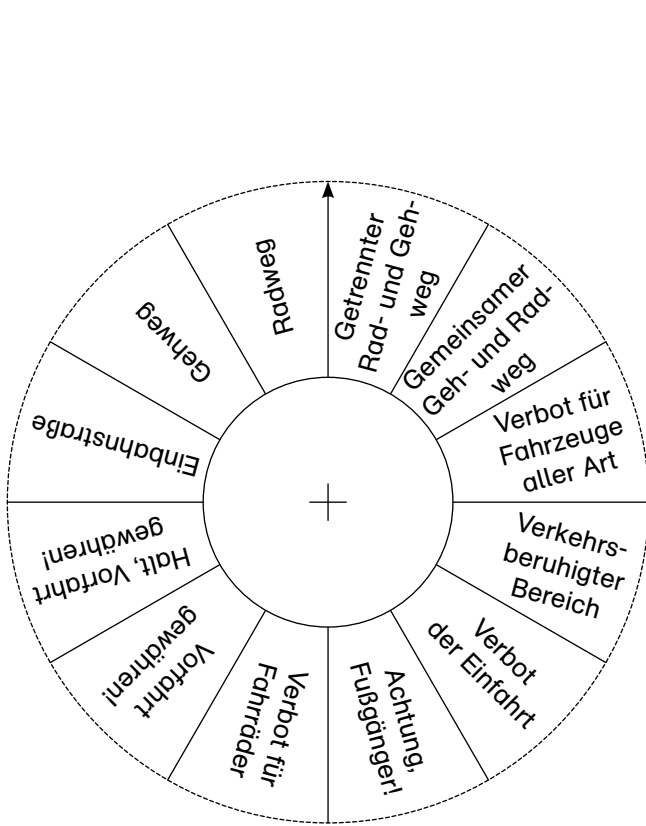 Getrennter
Rad- und Geh-
weg
Gemeinsamer
Geh- und Rad-
weg
Verbot für
Fahrzeuge
aller Art
Verkehrs-
beruhigter
Bereich
Verbot
der Einfahrt
Achtung,
Fußgänger!
Verbot für
Fahrräder
Vorfahrt
gewähren!
Halt, Vorfahrt
gewähren!
Einbahnstraße
Gehweg
Radweg